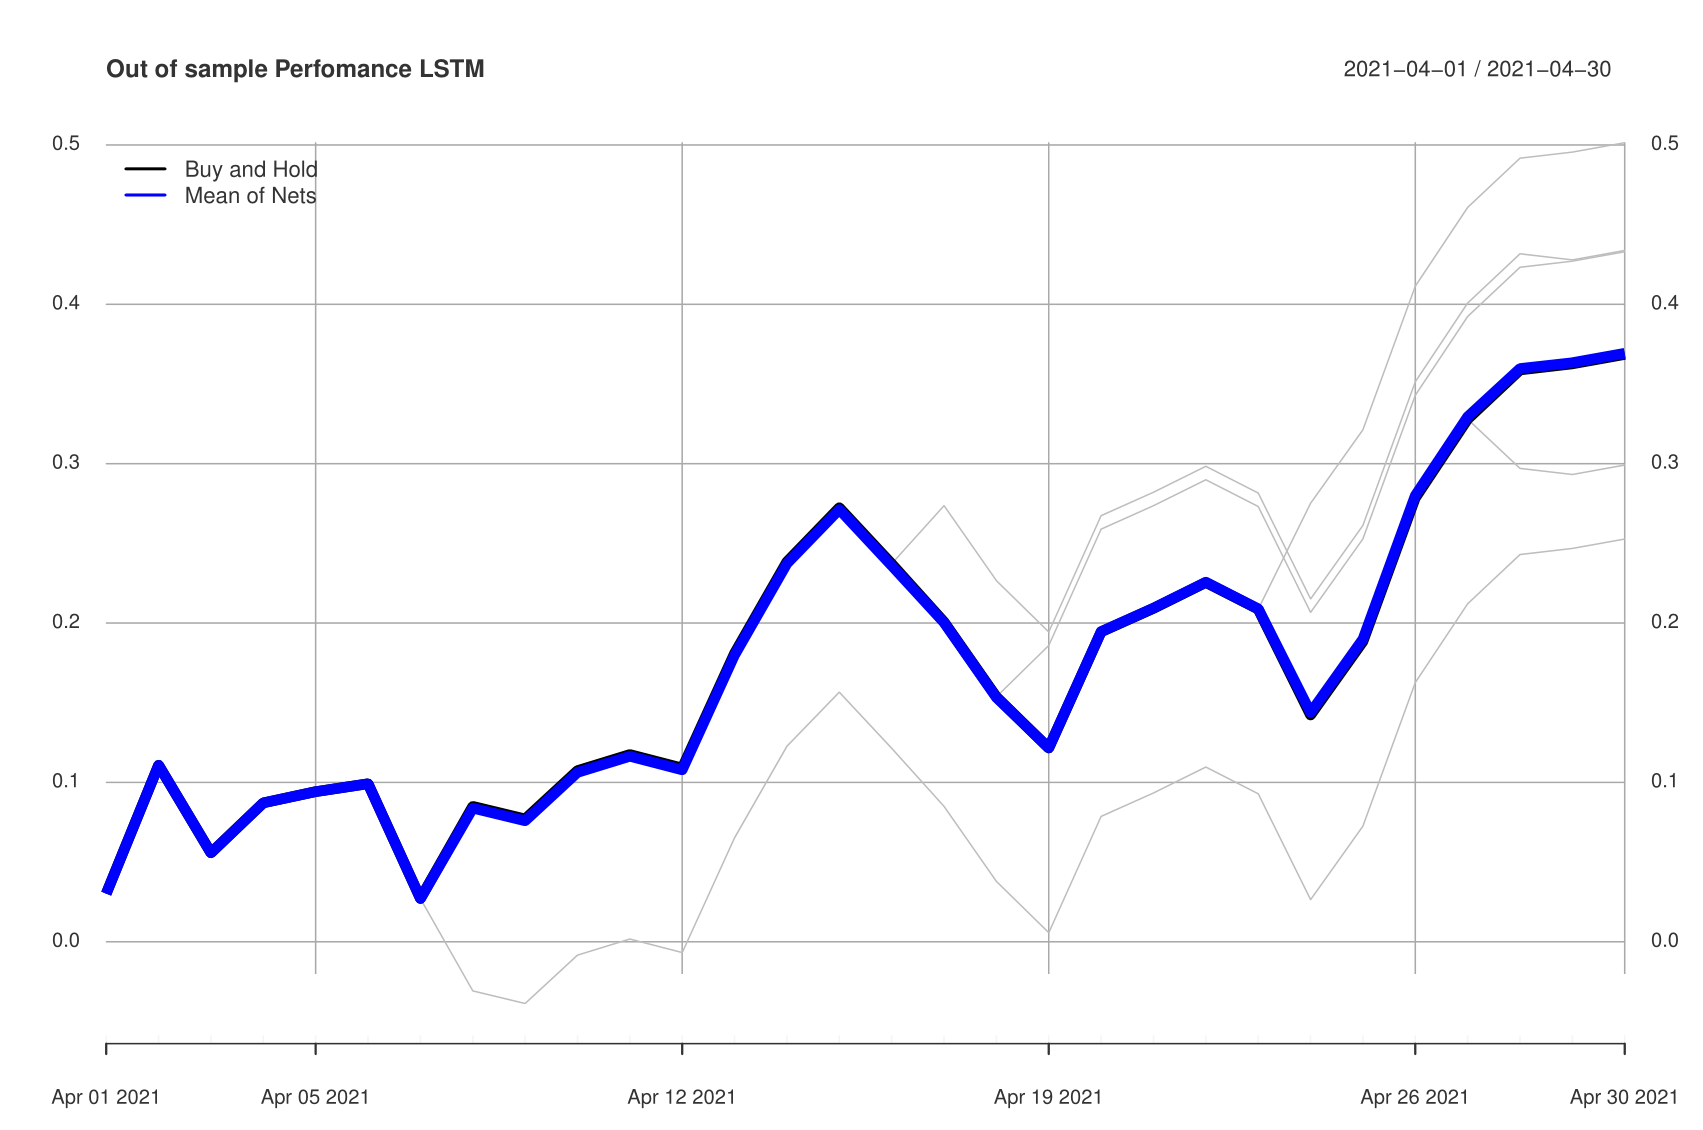 Out of sample Perfomance LSTM
2021−04−01 / 2021−04−30
0.5
0.5
Buy and Hold
Mean of Nets
0.4
0.4
0.3
0.3
0.2
0.2
0.1
0.1
0.0
0.0
Apr 01 2021
Apr 05 2021
Apr 12 2021
Apr 19 2021
Apr 26 2021
Apr 30 2021